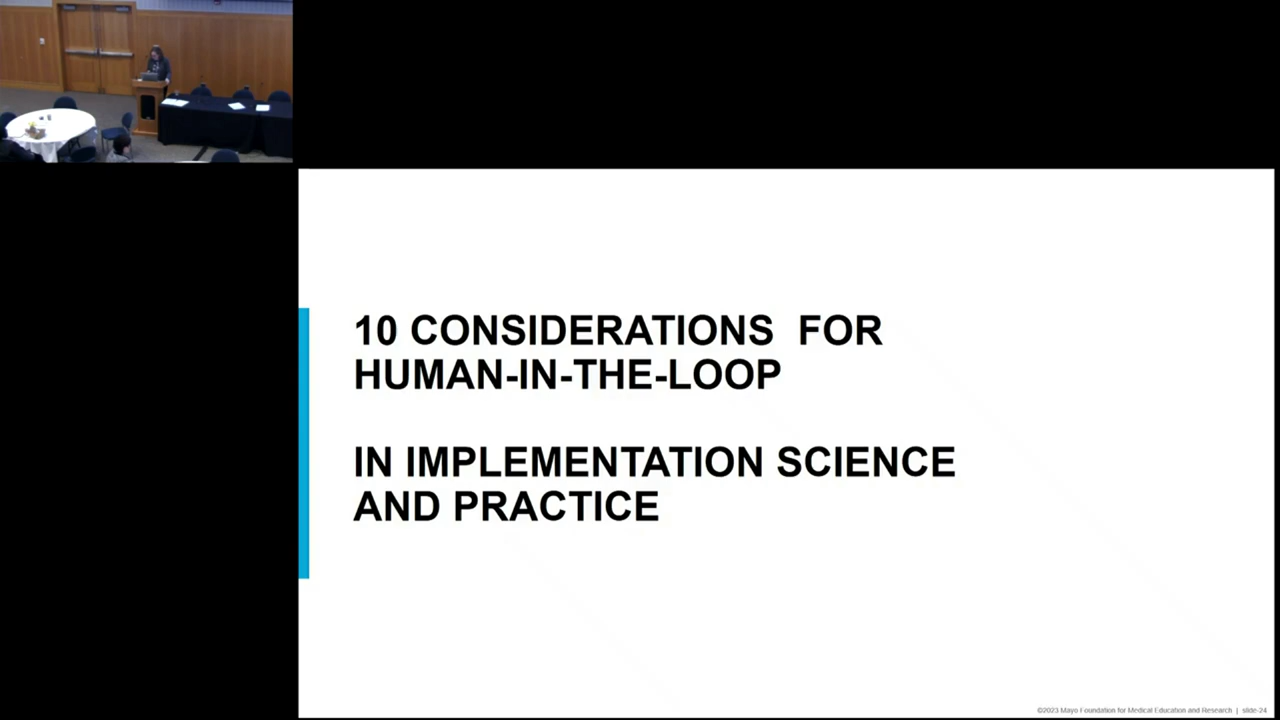 10 CONSIDERATIONS  FOR
HUMAN-IN-THE-LOOP
IN IMPLEMENTATION SCIENCE
AND PRACTICE
©2023 Mayo Foundation for Medical Education and Research | slide-24